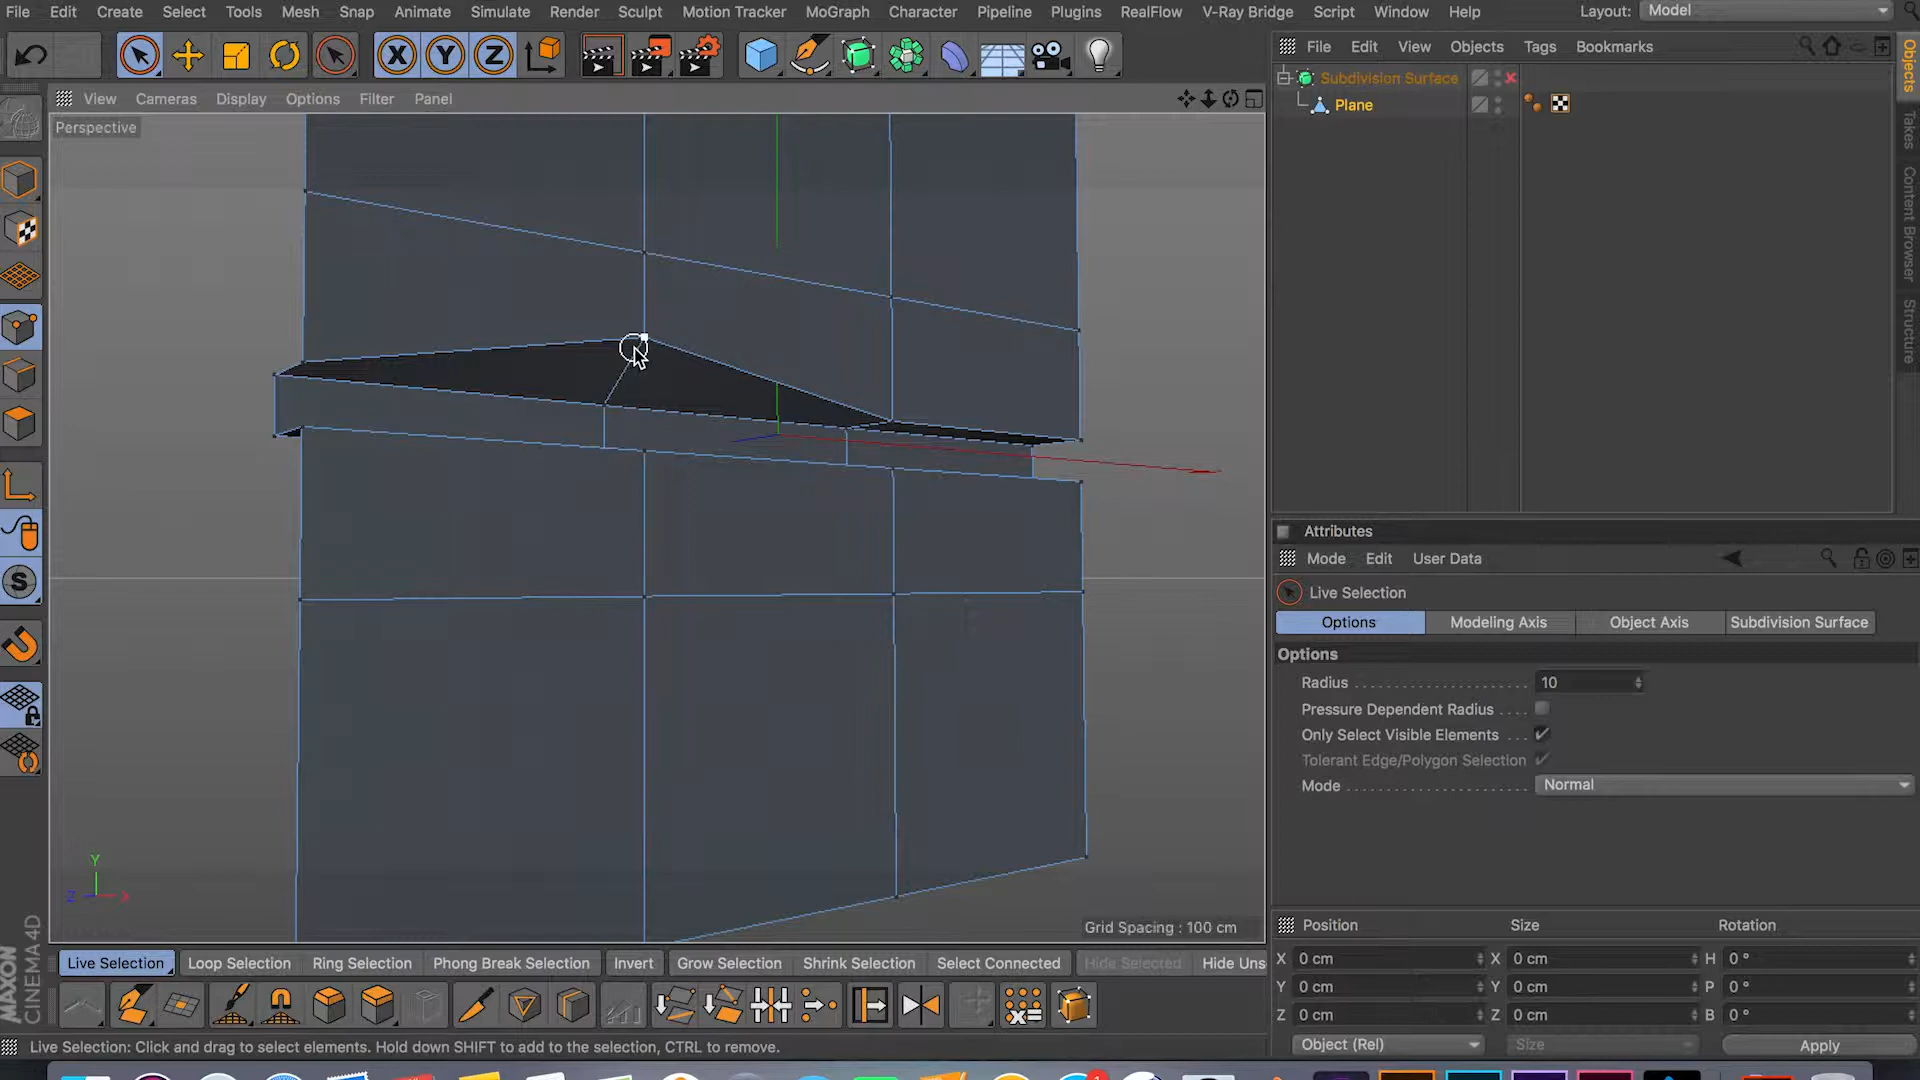 File Edit Create Select Tools Mesh Snap Animate Simulate Render Sculpt Motion Tracker MoGraph Character Pipeline Plugins RealFlow V-Ray Bridge Script Window Help Layout: Model
X Y Z
File Edit View Objects Tags Bookmarks
Objects
Takes
Content Browser
Structure
Subdivision Surface
Plane
View Cameras Display Options Filter Panel
Perspective
S
Attributes
Mode Edit User Data
Live Selection
Options Modeling Axis Object Axis Subdivision Surface
Options
Radius 10
Pressure Dependent Radius
Only Select Visible Elements
Tolerant Edge/Polygon Selection
Mode Normal
Y
Z X
Grid Spacing : 100 cm
Position Size Rotation
X 0 cm X 0 cm H 0 °
Y 0 cm Y 0 cm P 0 °
Z 0 cm Z 0 cm B 0 °
Object (Rel) Size Apply
Live Selection Loop Selection Ring Selection Phong Break Selection Invert Grow Selection Shrink Selection Select Connected Hide Selected Hide Uns
MAXON
CINEMA 4D
Live Selection: Click and drag to select elements. Hold down SHIFT to add to the selection, CTRL to remove.